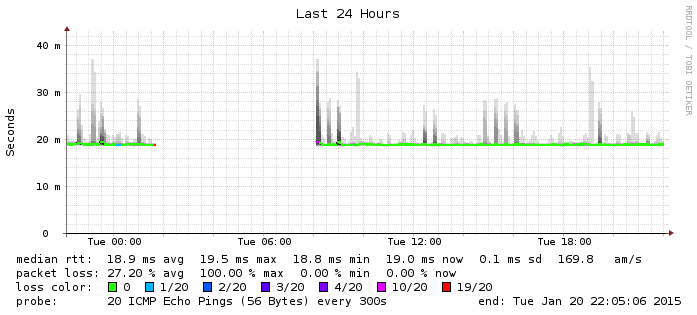 Last 24 Hours
RRDTOOL / TOBI OETIKER
Seconds
40 m
30 m
20 m
10 m
0
Tue 00:00 Tue 06:00 Tue 12:00 Tue 18:00
median rtt: 18.9 ms avg 19.5 ms max 18.8 ms min 19.0 ms now 0.1 ms sd 169.8 am/s
packet loss: 27.20 % avg 100.00 % max 0.00 % min 0.00 % now
loss color: 0 1/20 2/20 3/20 4/20 10/20 19/20
probe: 20 ICMP Echo Pings (56 Bytes) every 300s end: Tue Jan 20 22:05:06 2015